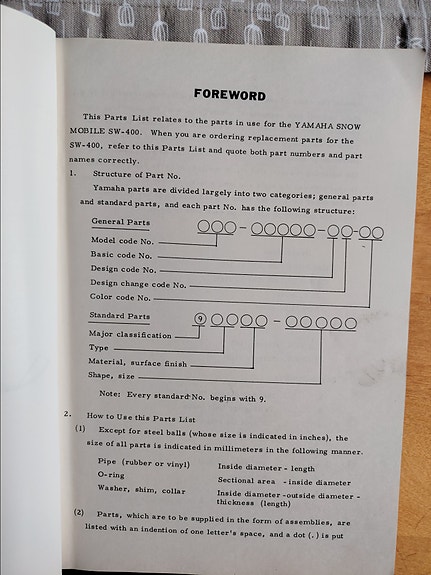 FOREWORD
This Parts List relates to the parts in use for the YAMAHA SNOW
MOBILE SW-400. When you are ordering replacement parts for the
SW-400, refer to this Parts List and quote both part numbers and part
names correctly.
1. Structure of Part No.
Yamaha parts are divided largely into two categories; general parts
and standard parts, and each part No. has the following structure:
General Parts ○○○-○○○○○-○○-○○
Model code No.
Basic code No.
Design code No.
Design change code No.
Color code No.
Standard Parts ⑨○○○○-○○○○○
Major classification
Type
Material, surface finish
Shape, size
Note: Every standard No. begins with 9.
2. How to Use this Parts List
(1) Except for steel balls (whose size is indicated in inches), the
size of all parts is indicated in millimeters in the following manner.
Pipe (rubber or vinyl) Inside diameter - length
O-ring Sectional area - inside diameter
Washer, shim, collar Inside diameter -outside diameter -
thickness (length)
(2) Parts, which are to be supplied in the form of assemblies, are
listed with an indention of one letter's space, and a dot (.) is put